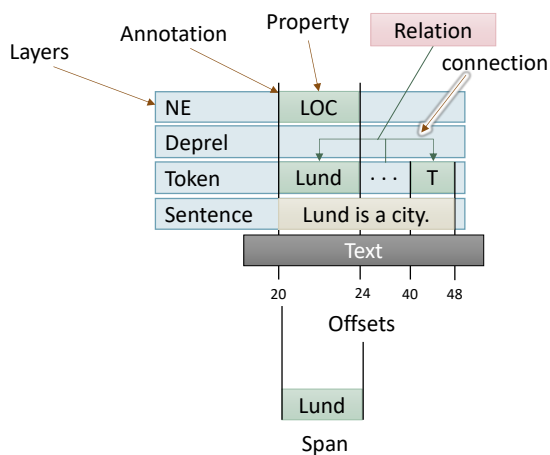 Property
Annotation
Relation
Layers
connection
NE
LOC
Deprel
Token
Lund
. . .
T
Sentence
Lund is a city.
Text
20
24
40
48
Offsets
Lund
Span